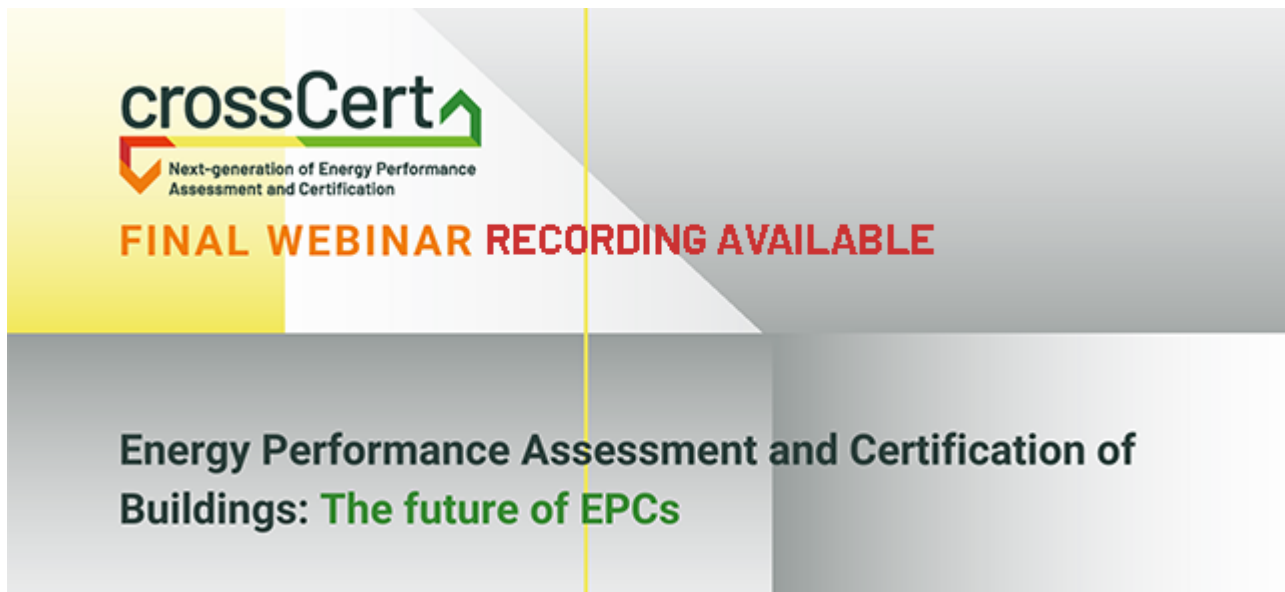 crossCert
Next-generation of Energy Performance
Assessment and Certification
FINAL WEBINAR RECORDING AVAILABLE
Energy Performance Assessment and Certification of
Buildings: The future of EPCs